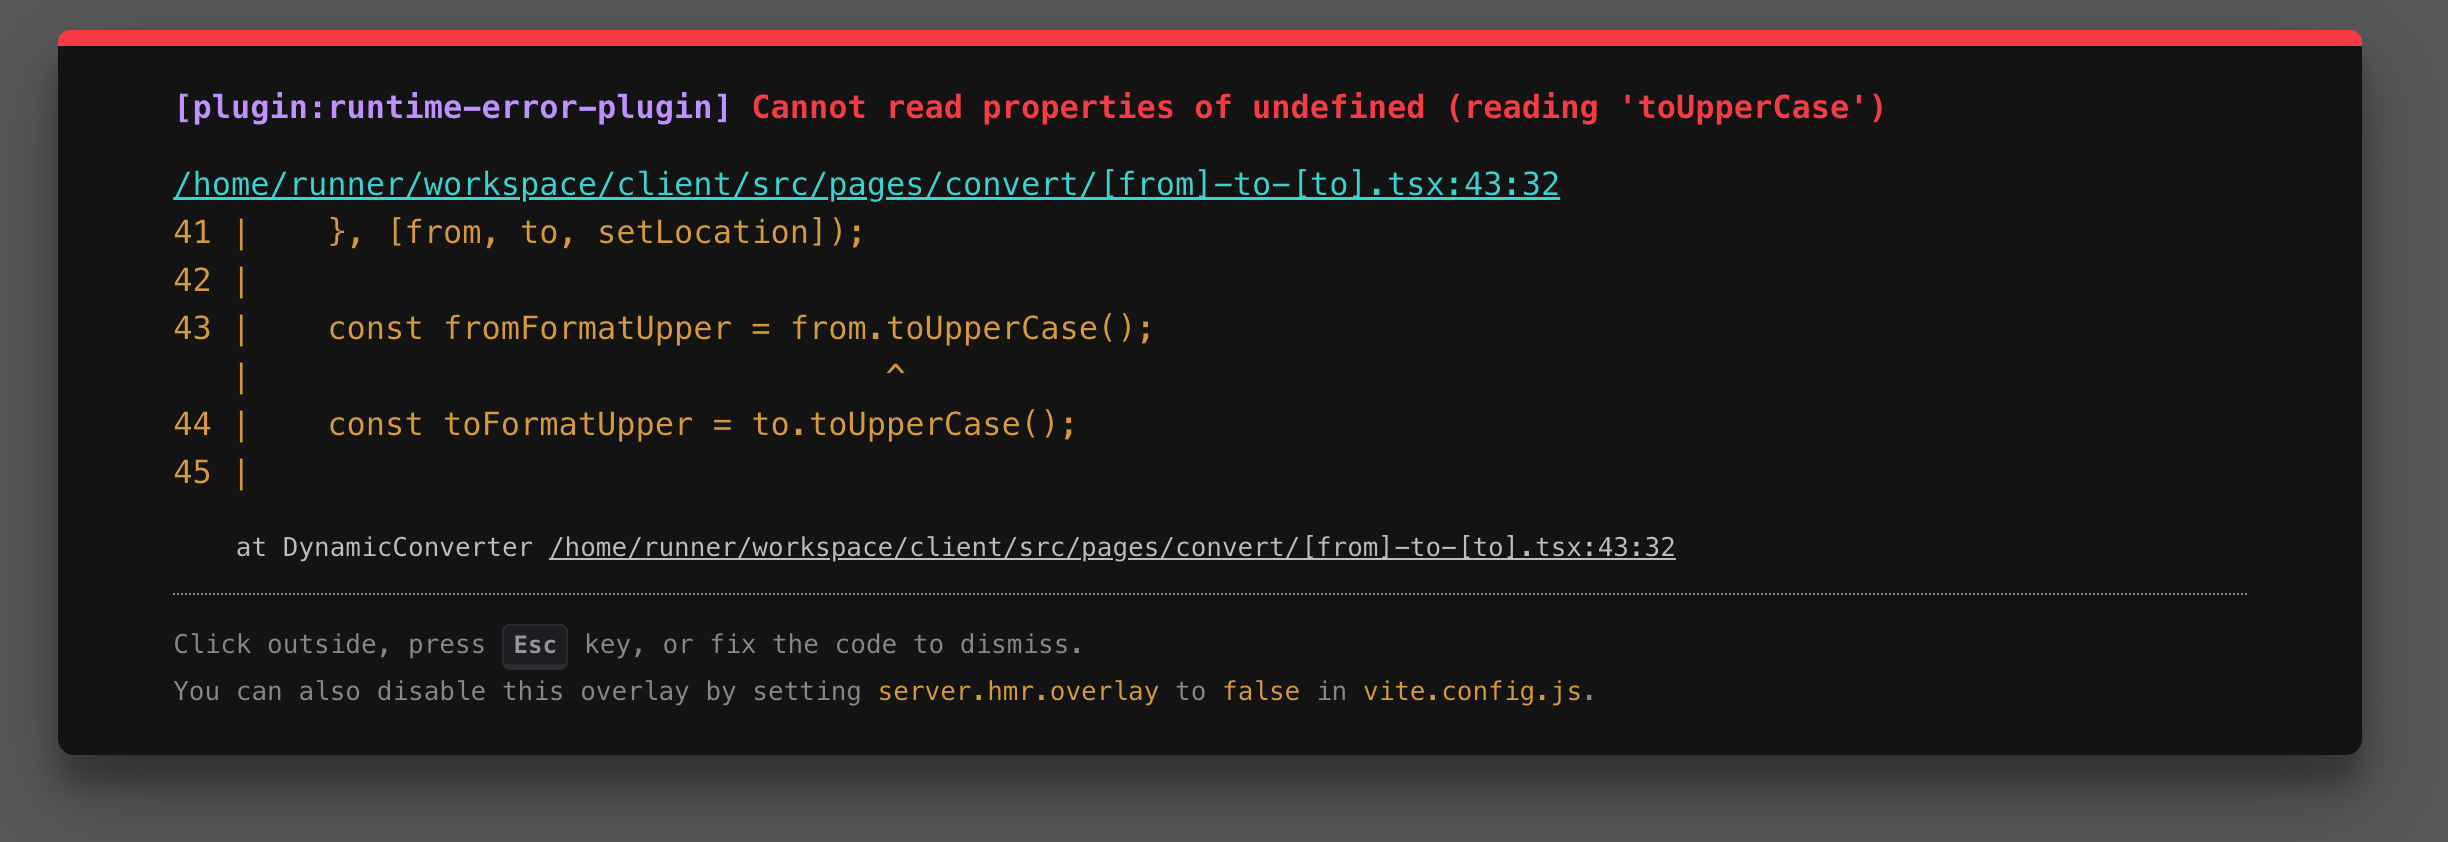 [plugin:runtime-error-plugin] Cannot read properties of undefined (reading 'toUpperCase')
/home/runner/workspace/client/src/pages/convert/[from]-to-[to].tsx:43:32
41 |    }, [from, to, setLocation]);
42 |
43 |    const fromFormatUpper = from.toUpperCase();
   |                                 ^
44 |    const toFormatUpper = to.toUpperCase();
45 |
    at DynamicConverter /home/runner/workspace/client/src/pages/convert/[from]-to-[to].tsx:43:32
Click outside, press Esc key, or fix the code to dismiss.
You can also disable this overlay by setting server.hmr.overlay to false in vite.config.js.